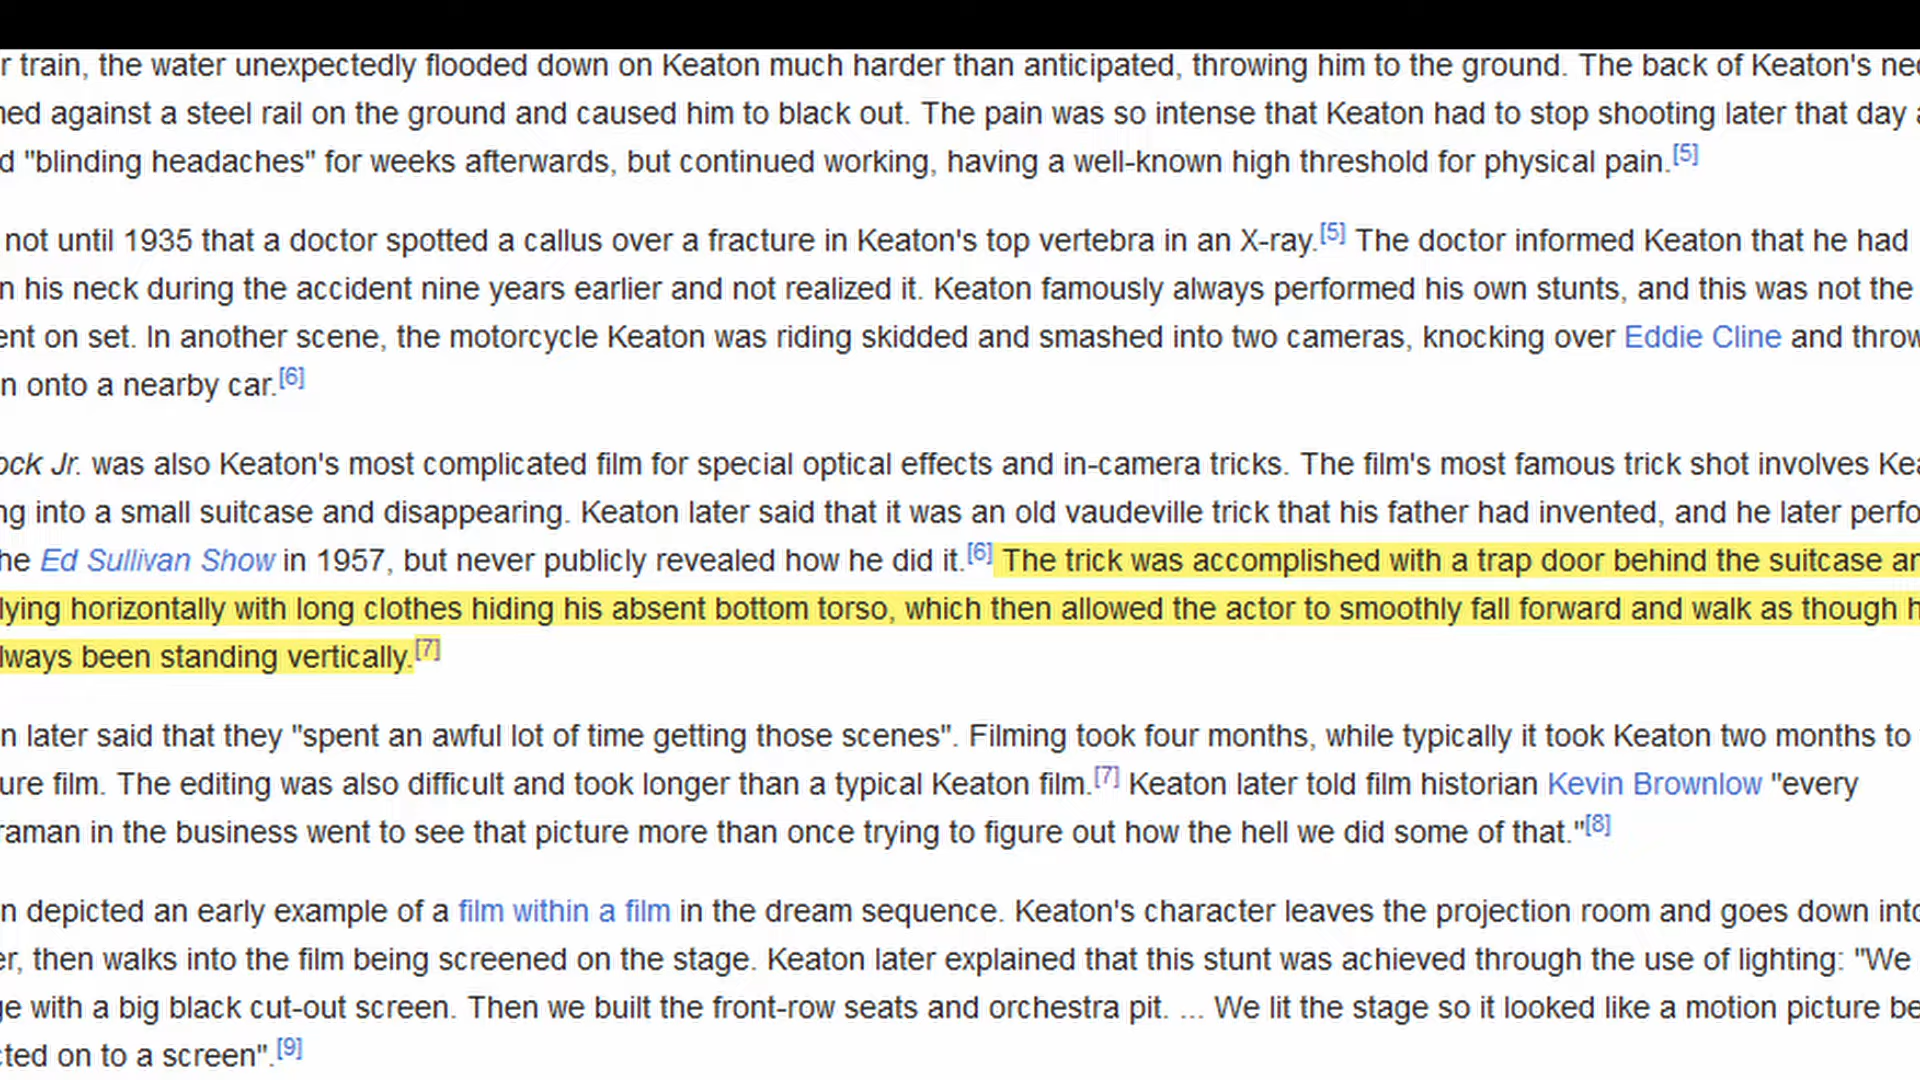 r train, the water unexpectedly flooded down on Keaton much harder than anticipated, throwing him to the ground. The back of Keaton's nec
ned against a steel rail on the ground and caused him to black out. The pain was so intense that Keaton had to stop shooting later that day a
d "blinding headaches" for weeks afterwards, but continued working, having a well-known high threshold for physical pain.[5]
not until 1935 that a doctor spotted a callus over a fracture in Keaton's top vertebra in an X-ray.[5] The doctor informed Keaton that he had
n his neck during the accident nine years earlier and not realized it. Keaton famously always performed his own stunts, and this was not the
ent on set. In another scene, the motorcycle Keaton was riding skidded and smashed into two cameras, knocking over Eddie Cline and throw
n onto a nearby car.[6]
ock Jr. was also Keaton's most complicated film for special optical effects and in-camera tricks. The film's most famous trick shot involves Kea
ng into a small suitcase and disappearing. Keaton later said that it was an old vaudeville trick that his father had invented, and he later perfo
he Ed Sullivan Show in 1957, but never publicly revealed how he did it.[6] The trick was accomplished with a trap door behind the suitcase an
lying horizontally with long clothes hiding his absent bottom torso, which then allowed the actor to smoothly fall forward and walk as though h
lways been standing vertically.[7]
n later said that they "spent an awful lot of time getting those scenes". Filming took four months, while typically it took Keaton two months to
ure film. The editing was also difficult and took longer than a typical Keaton film.[7] Keaton later told film historian Kevin Brownlow "every
raman in the business went to see that picture more than once trying to figure out how the hell we did some of that."[8]
n depicted an early example of a film within a film in the dream sequence. Keaton's character leaves the projection room and goes down into
er, then walks into the film being screened on the stage. Keaton later explained that this stunt was achieved through the use of lighting: "We
ge with a big black cut-out screen. Then we built the front-row seats and orchestra pit. ... We lit the stage so it looked like a motion picture be
cted on to a screen".[9]